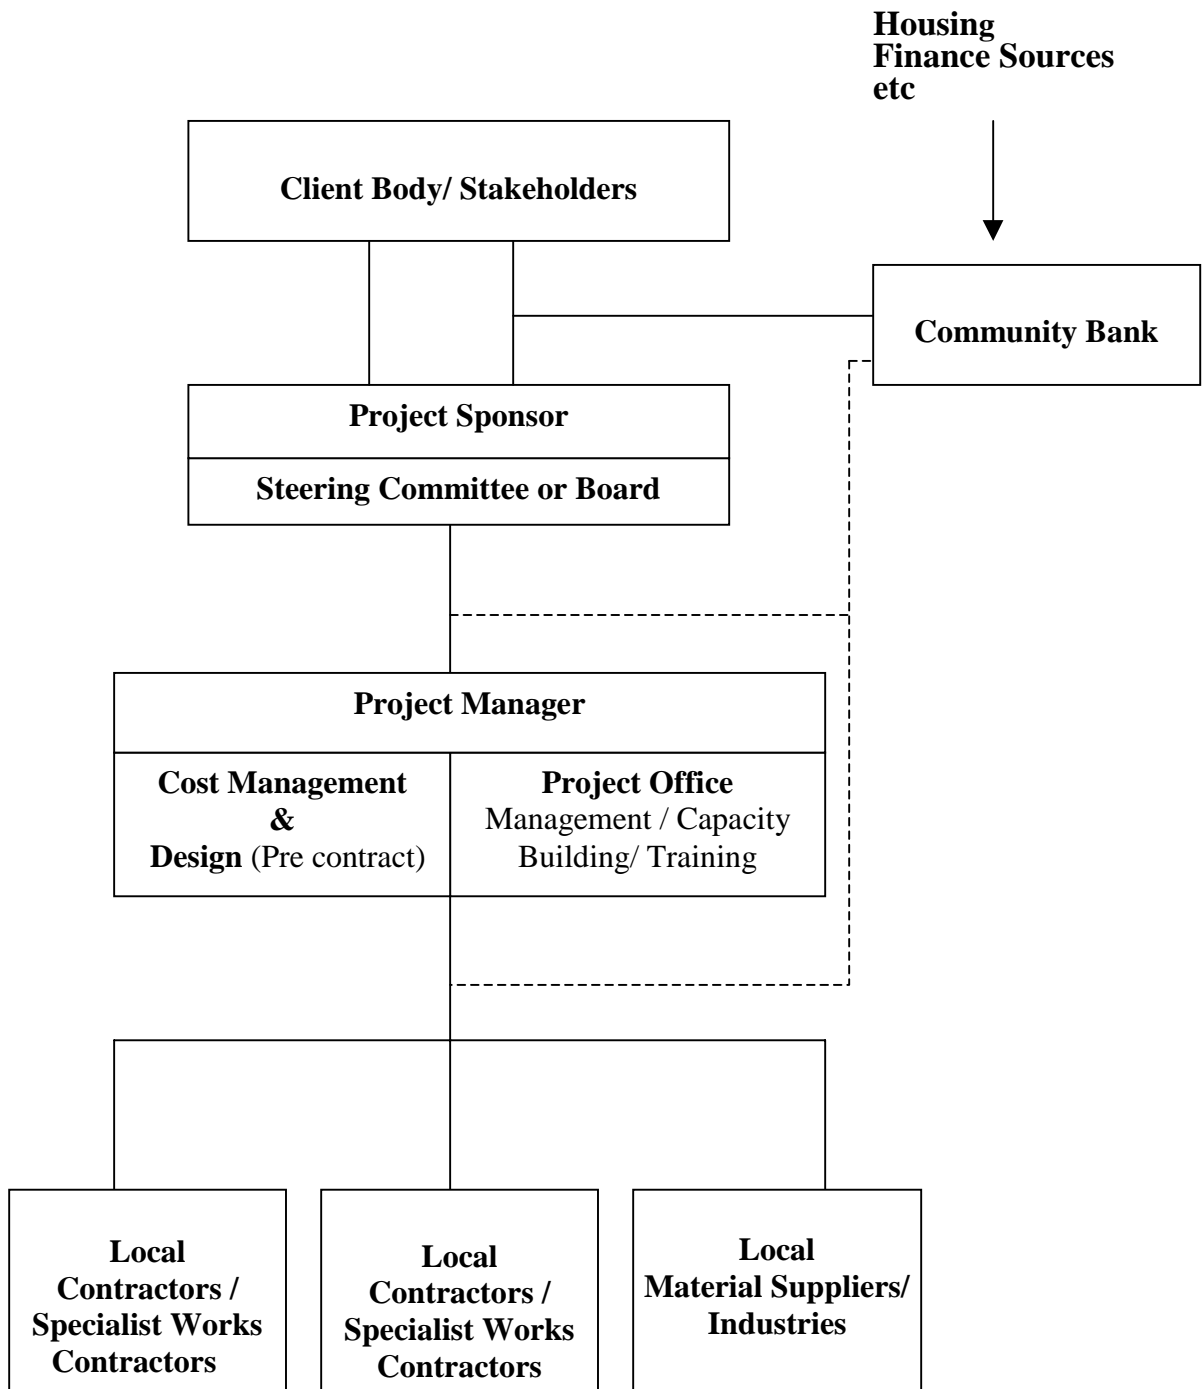 Housing
Finance Sources
etc
Client Body/ Stakeholders
Community Bank
Project Sponsor
Steering Committee or Board
Project Manager
Cost Management
&
Design (Pre contract)
Project Office
Management / Capacity
Building/ Training
Local
Contractors /
Specialist Works
Contractors
Local
Contractors /
Specialist Works
Contractors
Local
Material Suppliers/
Industries